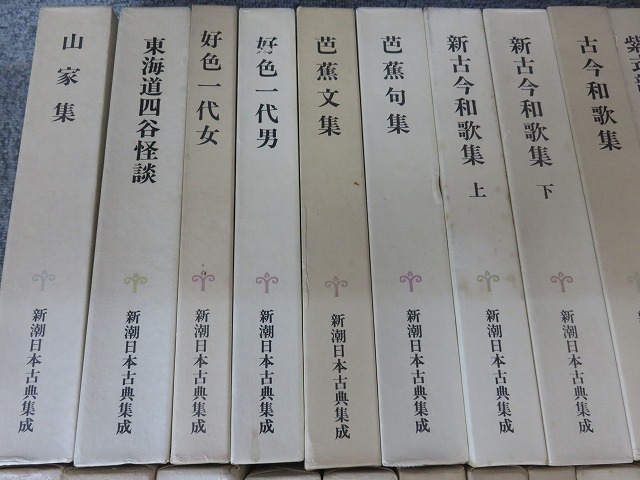 山家集
新潮日本古典集成
東海道四谷怪談
新潮日本古典集成
好色一代女
新潮日本古典集成
好色一代男
新潮日本古典集成
芭蕉文集
新潮日本古典集成
芭蕉句集
新潮日本古典集成
新古今和歌集 上
新潮日本古典集成
新古今和歌集 下
新潮日本古典集成
古今和歌集
新潮日本古典集成
紫式部